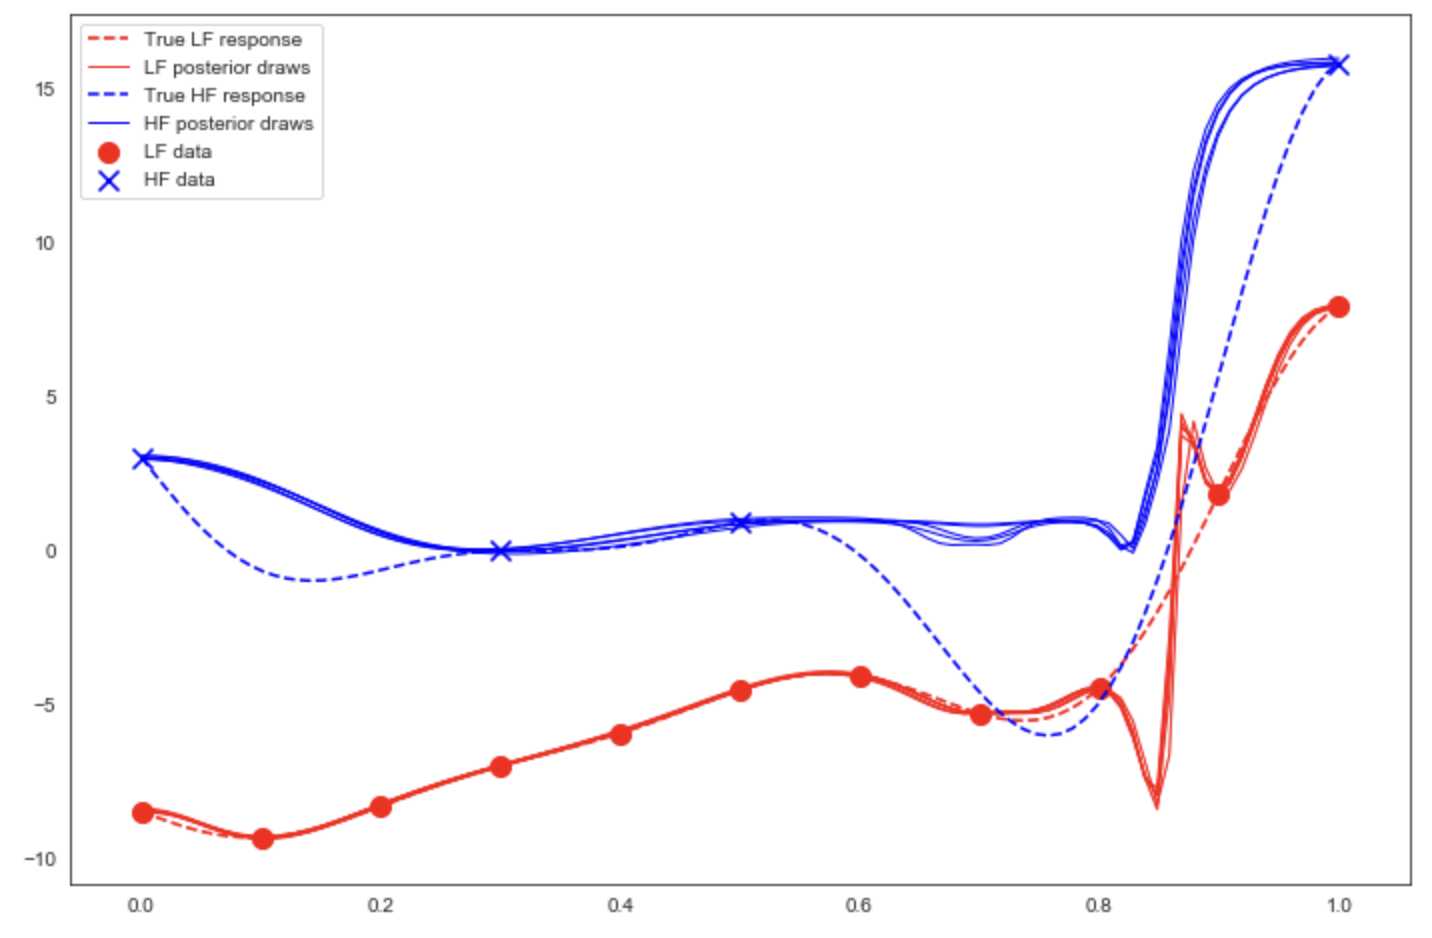 True LF response
LF posterior draws
True HF response
HF posterior draws
LF data
HF data
15
10
5
0
−5
−10
0.0 0.2 0.4 0.6 0.8 1.0